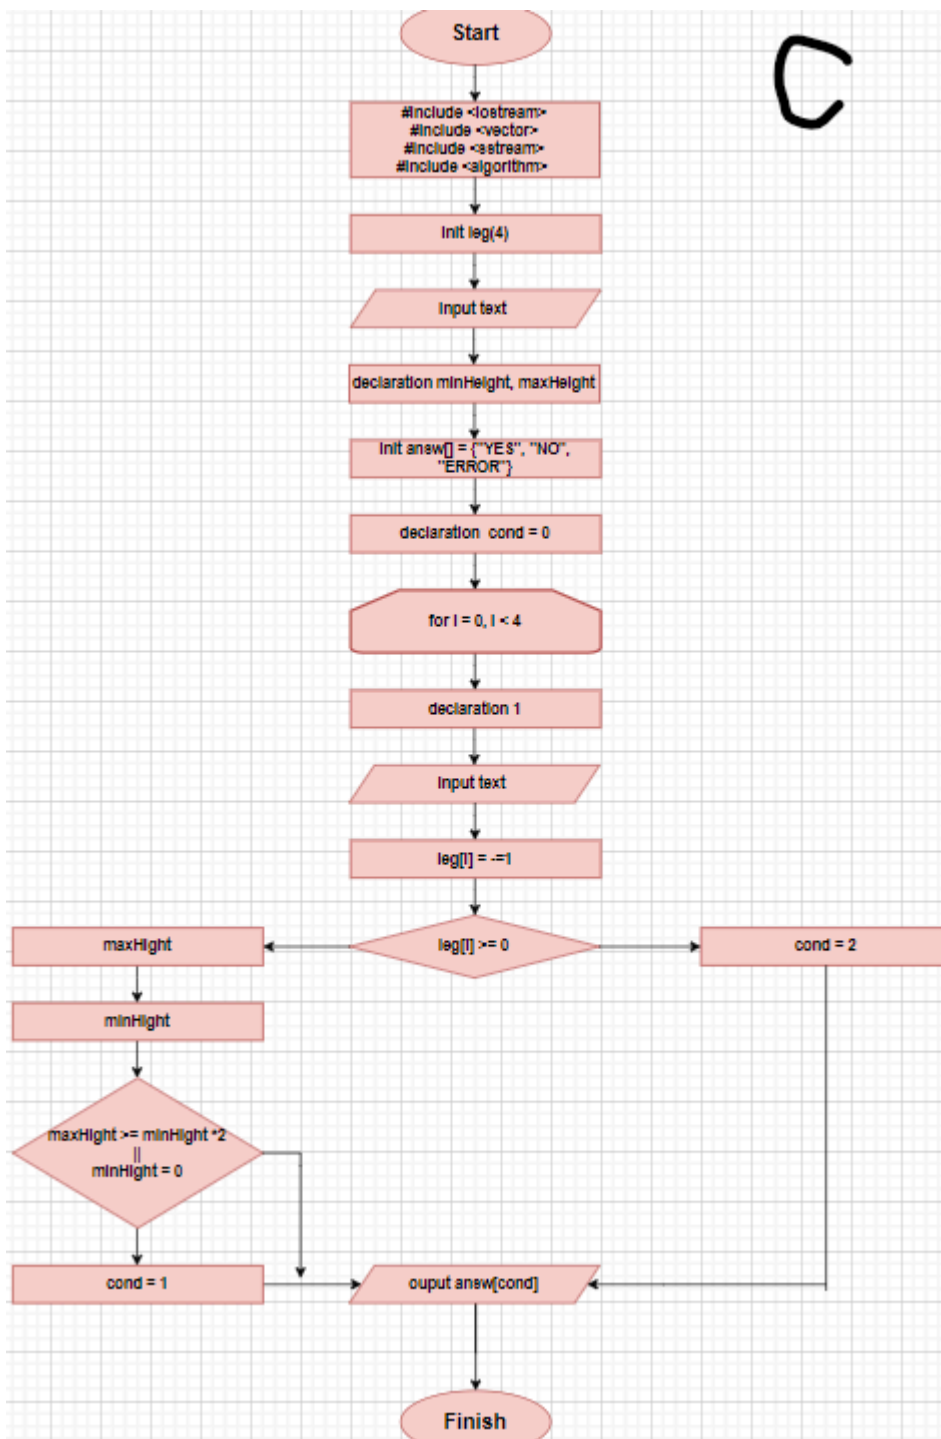 Start
C
#include <iostream>
#include <vector>
#include <sstream>
#include <algorithm>
init leg(4)
input text
declaration minHeight, maxHeight
init answ[] = {"YES", "NO",
"ERROR"}
declaration cond = 0
for i = 0, i < 4
declaration 1
input text
leg[i] = -=1
maxHight
leg[i] >= 0
cond = 2
minHight
maxHight >= minHight *2
||
minHight = 0
cond = 1
ouput answ[cond]
Finish